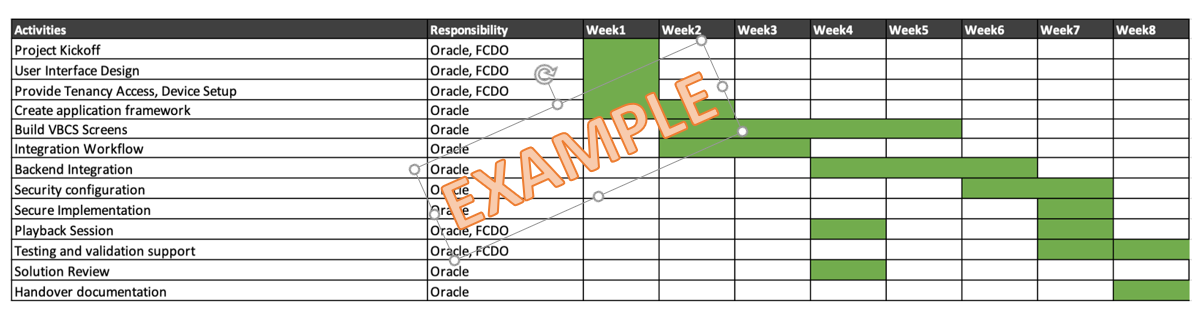 Activities Responsibility Week1 Week2 Week3 Week4 Week5 Week6 Week7 Week8
Project Kickoff Oracle, FCDO
User Interface Design Oracle, FCDO
Provide Tenancy Access, Device Setup Oracle, FCDO
Create application framework Oracle
Build VBCS Screens Oracle
Integration Workflow Oracle
Backend Integration Oracle
Security configuration Oracle
Secure Implementation Oracle
Playback Session Oracle, FCDO
Testing and validation support Oracle, FCDO
Solution Review Oracle
Handover documentation Oracle
EXAMPLE